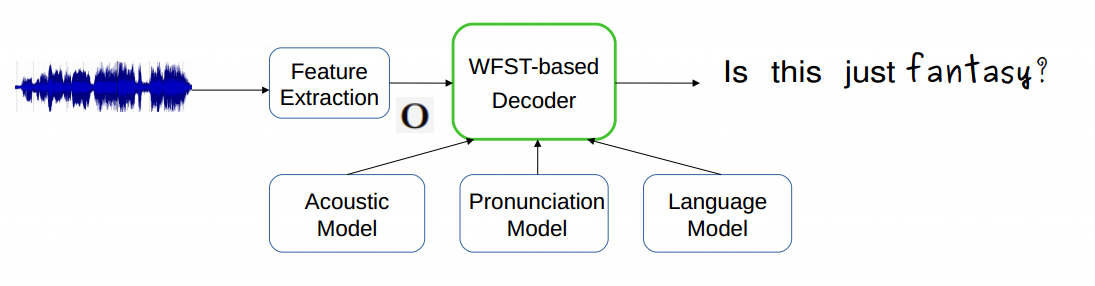 Feature
Extraction
O
WFST-based
Decoder
Is this just fantasy?
Acoustic
Model
Pronunciation
Model
Language
Model